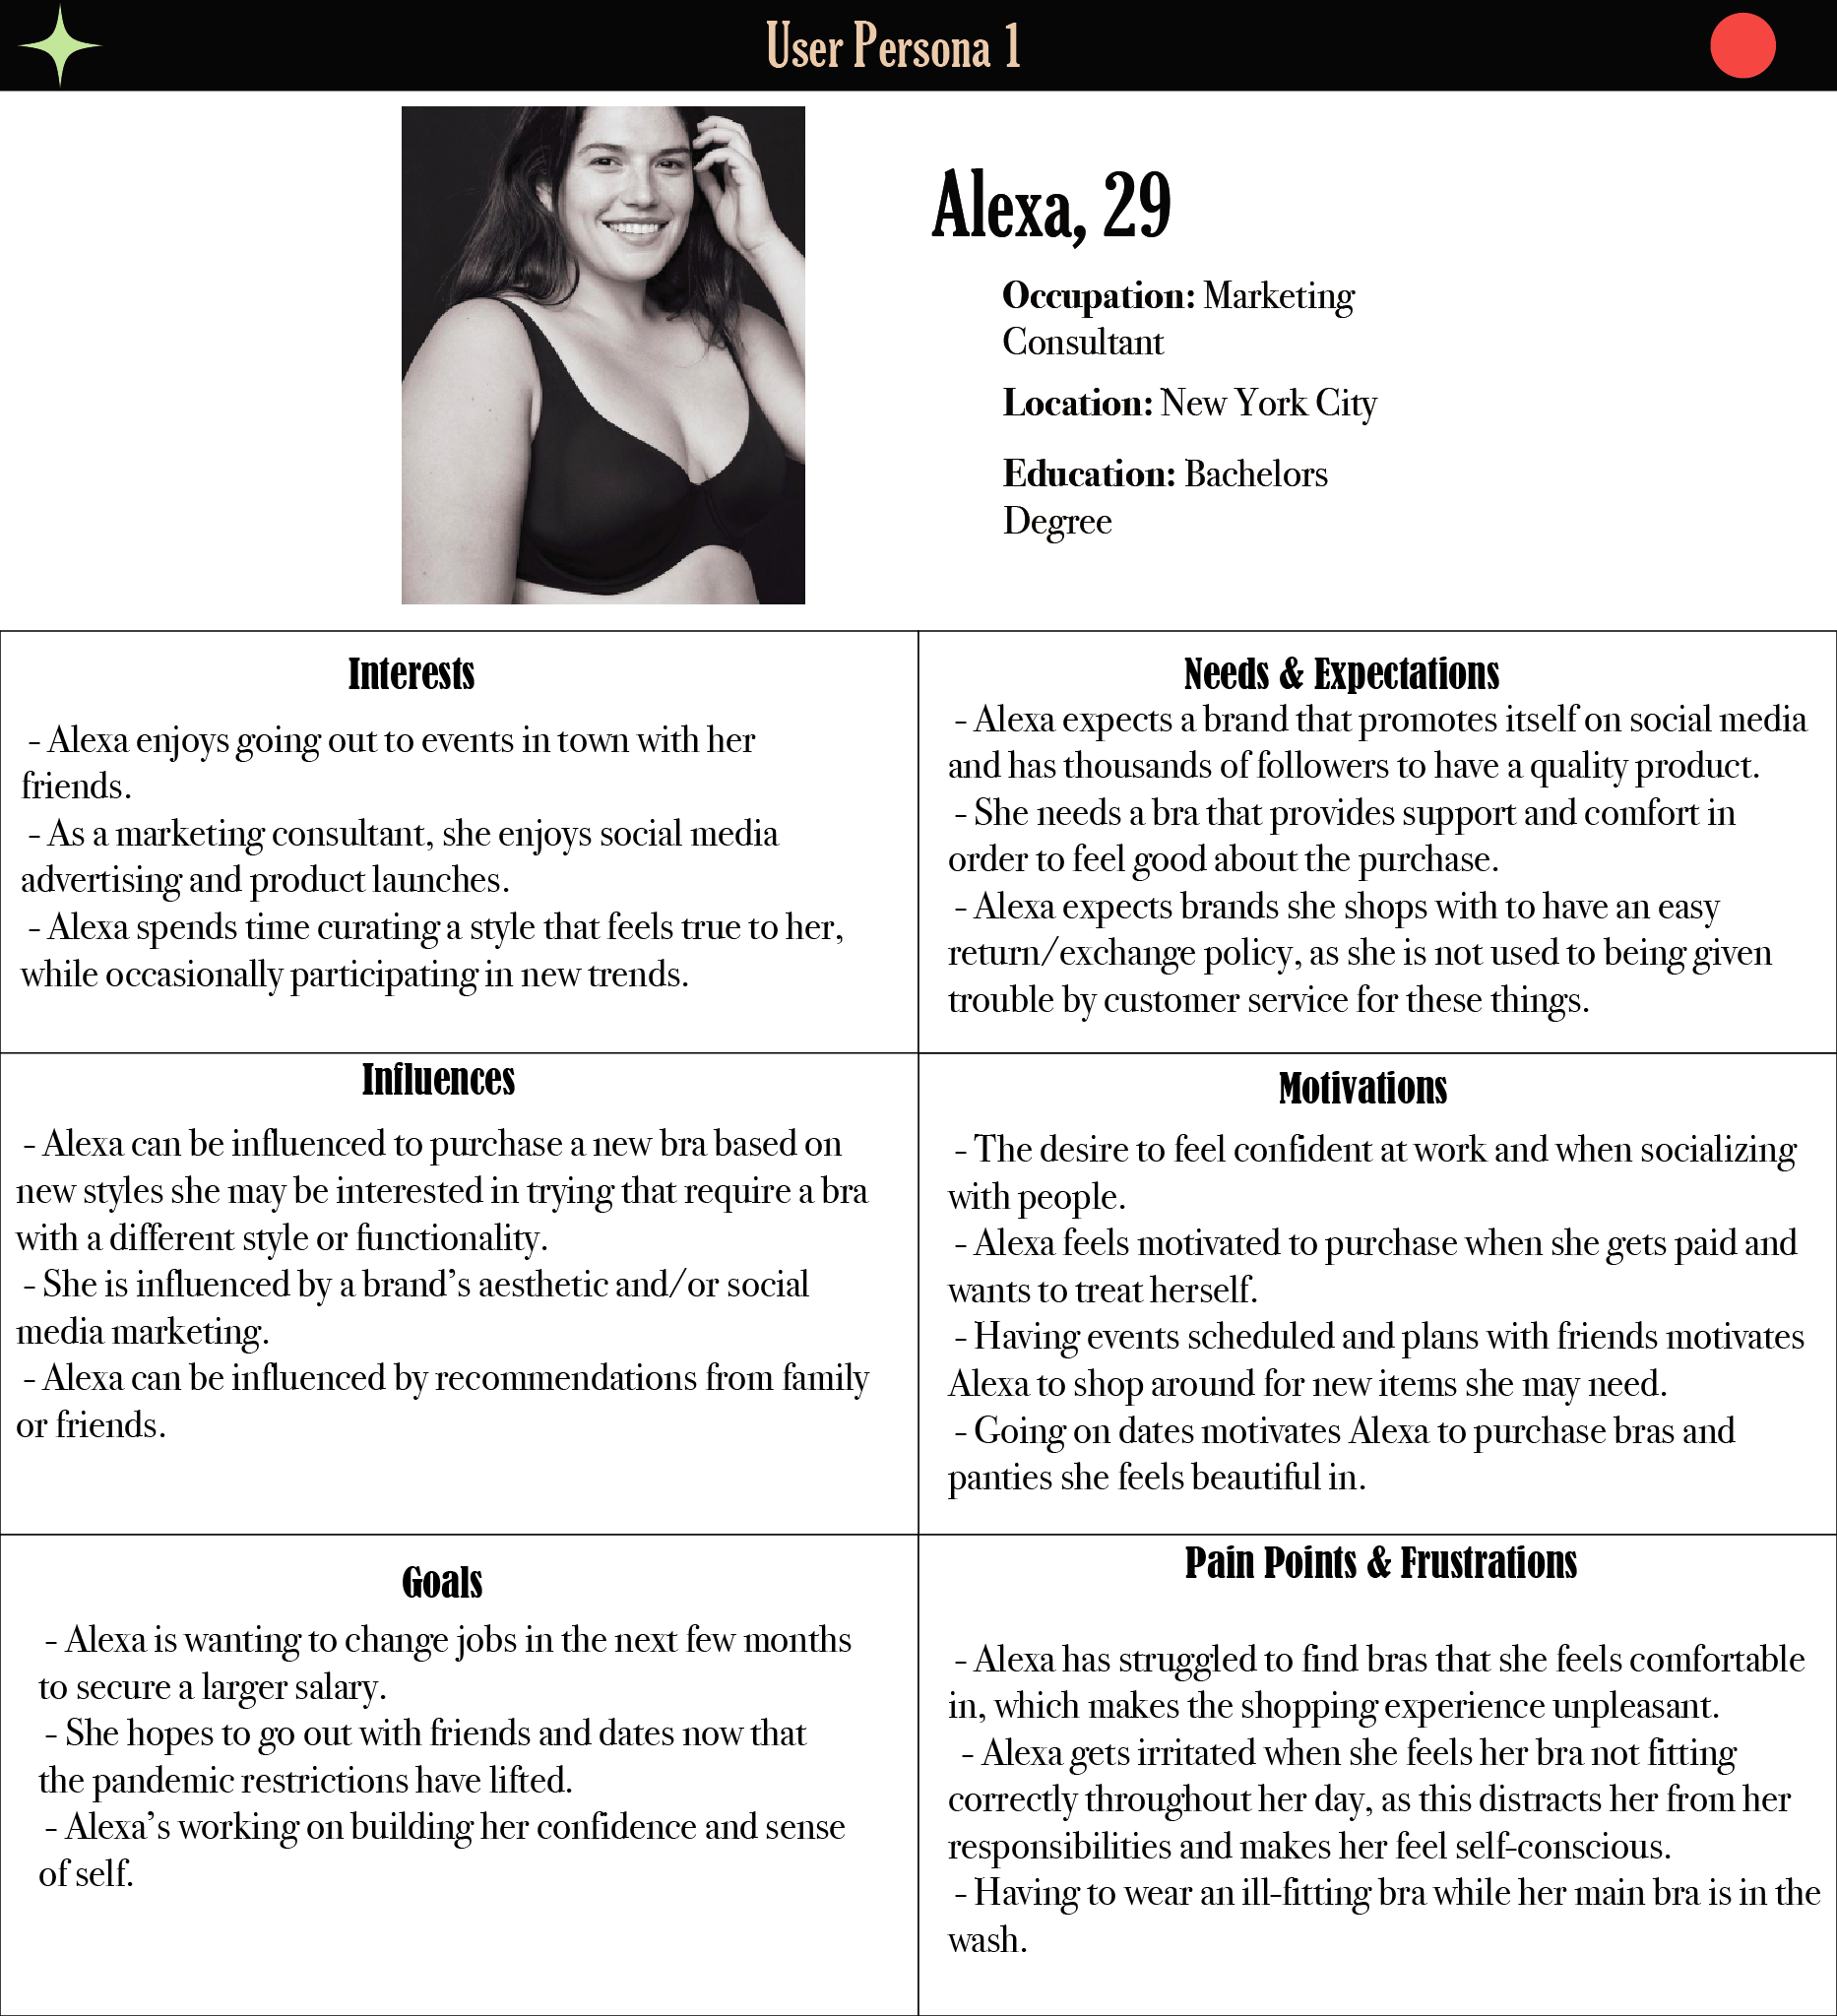 User Persona 1
Alexa, 29
Occupation: Marketing
Consultant
Location: New York City
Education: Bachelors
Degree
Interests
- Alexa enjoys going out to events in town with her
friends.
- As a marketing consultant, she enjoys social media
advertising and product launches.
- Alexa spends time curating a style that feels true to her,
while occasionally participating in new trends.
Needs & Expectations
- Alexa expects a brand that promotes itself on social media
and has thousands of followers to have a quality product.
- She needs a bra that provides support and comfort in
order to feel good about the purchase.
- Alexa expects brands she shops with to have an easy
return/exchange policy, as she is not used to being given
trouble by customer service for these things.
Influences
- Alexa can be influenced to purchase a new bra based on
new styles she may be interested in trying that require a bra
with a different style or functionality.
- She is influenced by a brand’s aesthetic and/or social
media marketing.
- Alexa can be influenced by recommendations from family
or friends.
Motivations
- The desire to feel confident at work and when socializing
with people.
- Alexa feels motivated to purchase when she gets paid and
wants to treat herself.
- Having events scheduled and plans with friends motivates
Alexa to shop around for new items she may need.
- Going on dates motivates Alexa to purchase bras and
panties she feels beautiful in.
Goals
- Alexa is wanting to change jobs in the next few months
to secure a larger salary.
- She hopes to go out with friends and dates now that
the pandemic restrictions have lifted.
- Alexa’s working on building her confidence and sense
of self.
Pain Points & Frustrations
- Alexa has struggled to find bras that she feels comfortable
in, which makes the shopping experience unpleasant.
- Alexa gets irritated when she feels her bra not fitting
correctly throughout her day, as this distracts her from her
responsibilities and makes her feel self-conscious.
- Having to wear an ill-fitting bra while her main bra is in the
wash.